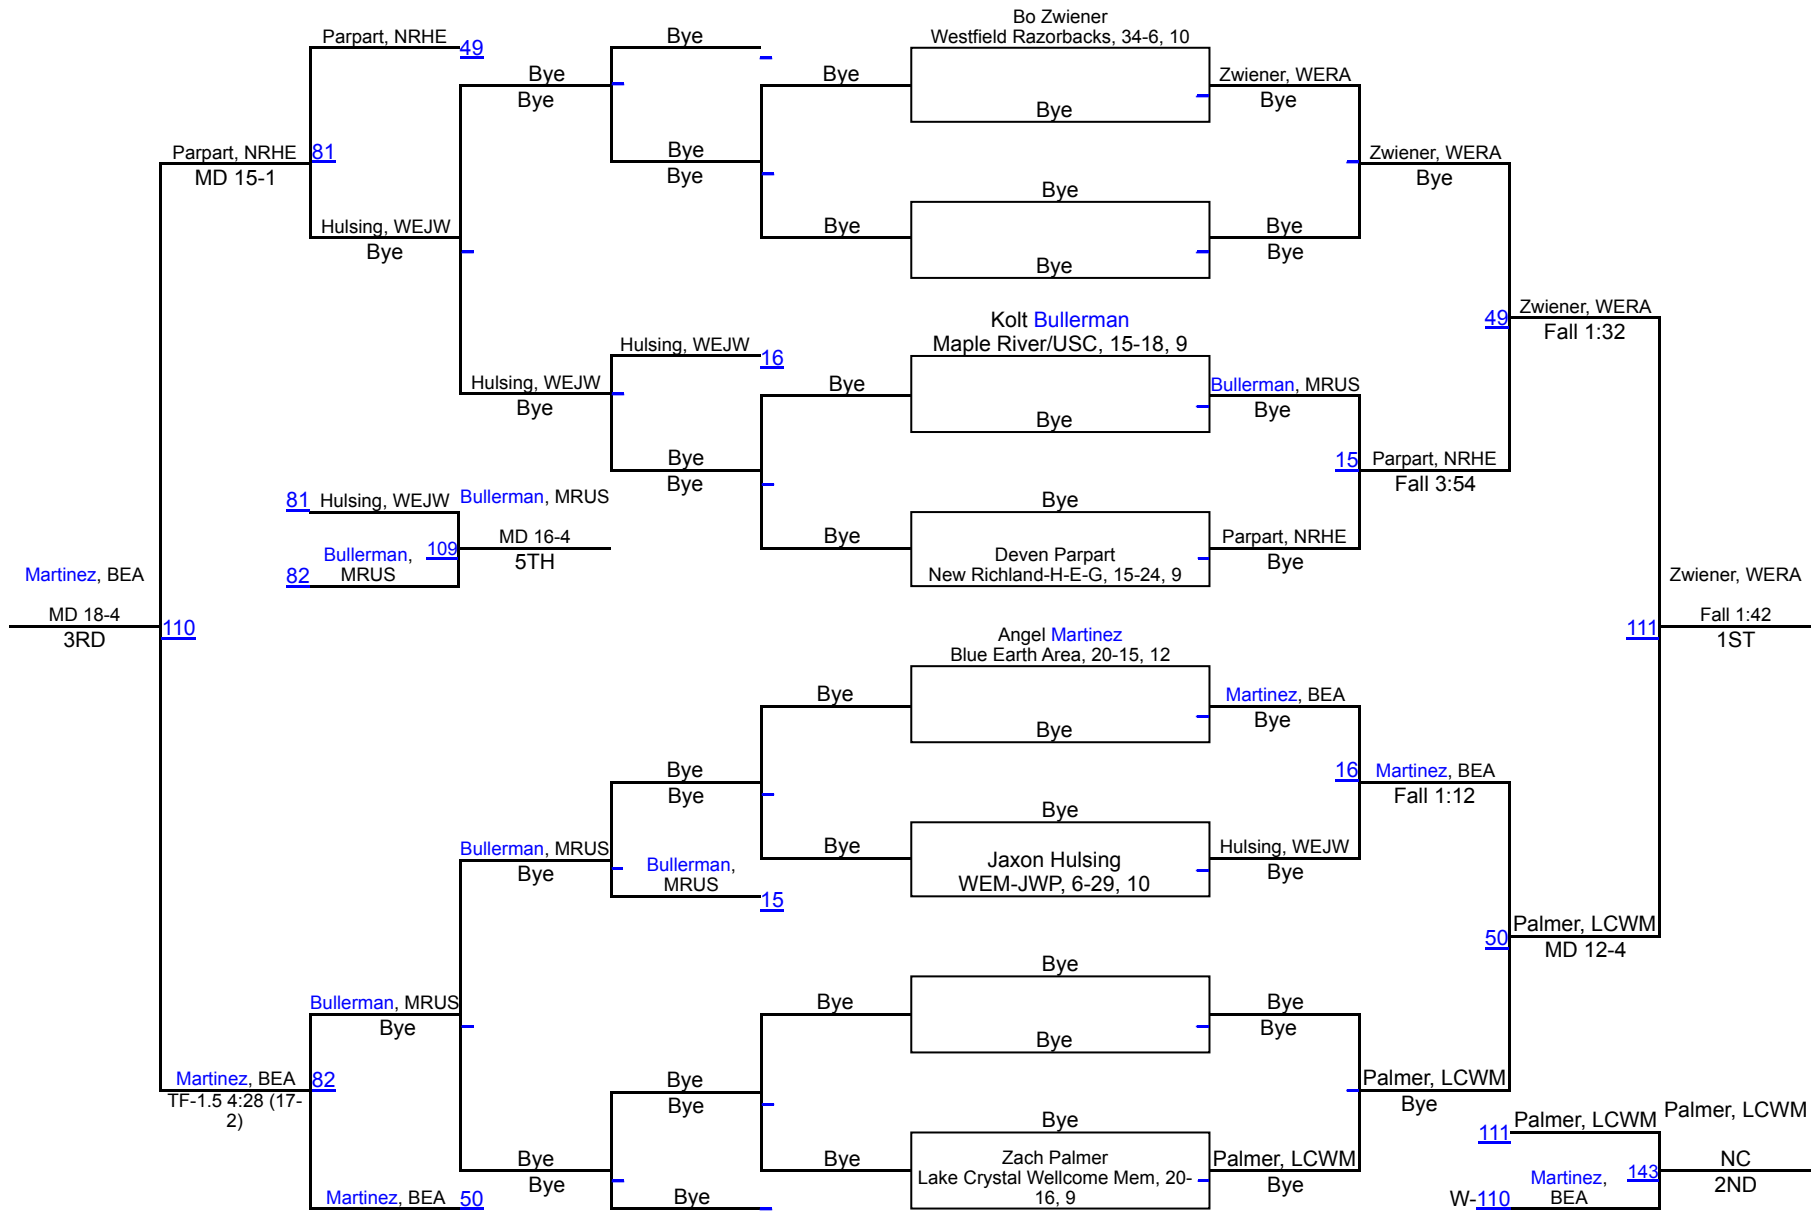 Bo Zwiener
Westfield Razorbacks, 34-6, 10
Parpart, NRHE
49
Bye
Bye
Bye
Bye
Bye
Zwiener, WERA
Bye
Parpart, NRHE
81
MD 15-1
Bye
Bye
Zwiener, WERA
Bye
Hulsing, WEJW
Bye
Bye
Bye
Bye
Bye
Bye
Kolt Bullerman
Maple River/USC, 15-18, 9
Hulsing, WEJW
16
49
Zwiener, WERA
Fall 1:32
Hulsing, WEJW
Bye
Bye
Bye
Bullerman, MRUS
Bye
Bye
Bye
15
Parpart, NRHE
Fall 3:54
81
Hulsing, WEJW
Bullerman, MRUS
Bye
Bullerman,
MRUS
82
109
MD 16-4
5TH
Bye
Deven Parpart
New Richland-H-E-G, 15-24, 9
Parpart, NRHE
Bye
Martinez, BEA
MD 18-4
3RD
110
Zwiener, WERA
111
Fall 1:42
1ST
Angel Martinez
Blue Earth Area, 20-15, 12
Bye
Bye
Martinez, BEA
Bye
Bye
Bye
16
Martinez, BEA
Fall 1:12
Bye
Bullerman, MRUS
Bye
Bullerman,
MRUS
15
Bye
Jaxon Hulsing
WEM-JWP, 6-29, 10
Hulsing, WEJW
Bye
50
Palmer, LCWM
MD 12-4
Bye
Bullerman, MRUS
Bye
Bye
Bye
Bye
Bye
Martinez, BEA
82
TF-1.5 4:28 (17-
2)
Bye
Bye
Palmer, LCWM
Bye
Bye
Bye
Bye
Bye
Zach Palmer
Lake Crystal Wellcome Mem, 20-
16, 9
Palmer, LCWM
Bye
Martinez, BEA
50
Bye
Palmer, LCWM
111
Palmer, LCWM
Martinez,
BEA
W-110
143
NC
2ND